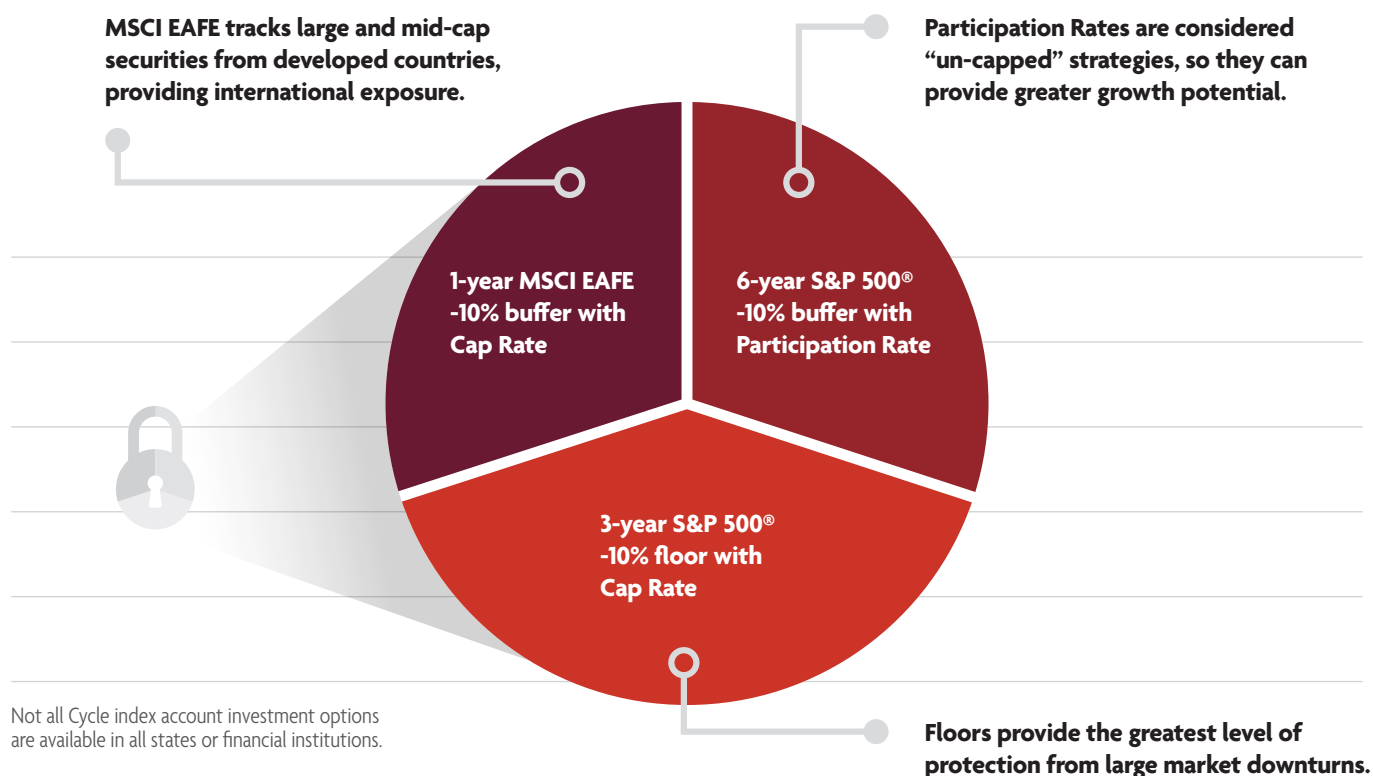 MSCI EAFE tracks large and mid-cap
securities from developed countries,
providing international exposure.
Participation Rates are considered
“un-capped” strategies, so they can
provide greater growth potential.
1-year MSCI EAFE
-10% buffer with
Cap Rate
6-year S&P 500®
-10% buffer with
Participation Rate
3-year S&P 500®
-10% floor with
Cap Rate
Not all Cycle index account investment options
are available in all states or financial institutions.
Floors provide the greatest level of
protection from large market downturns.